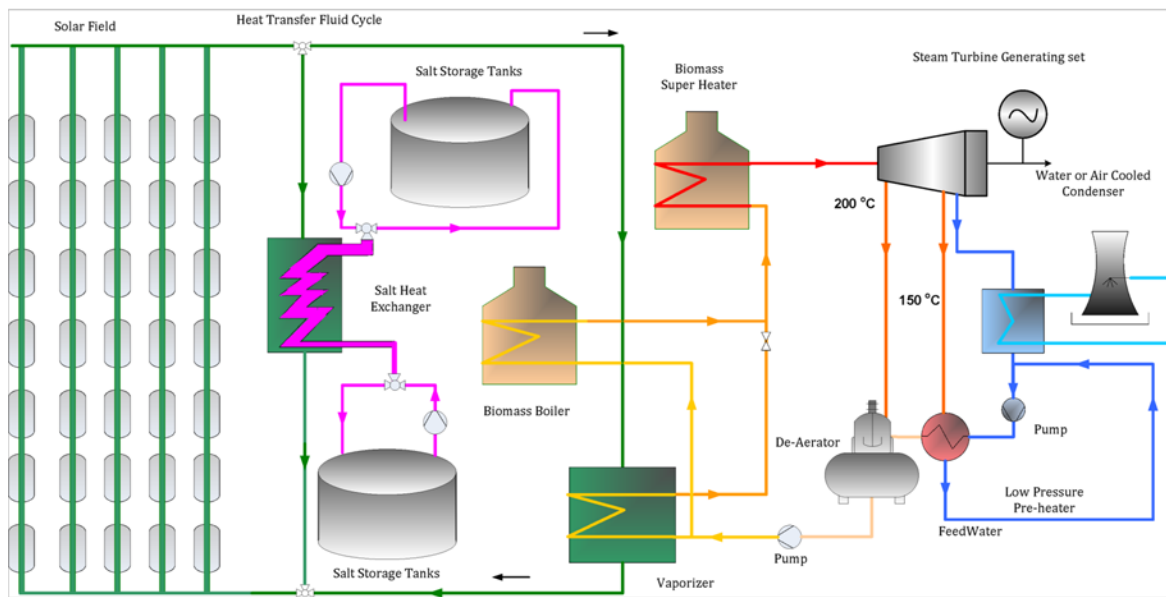 Solar Field
Heat Transfer Fluid Cycle
Steam Turbine Generating set
Salt Storage Tanks
Biomass
Super Heater
Water or Air Cooled
Condenser
200 °C
Salt Heat
Exchanger
150 °C
Biomass Boiler
De-Aerator
Pump
Low Pressure
Pre-heater
FeedWater
Pump
Salt Storage Tanks
Vaporizer